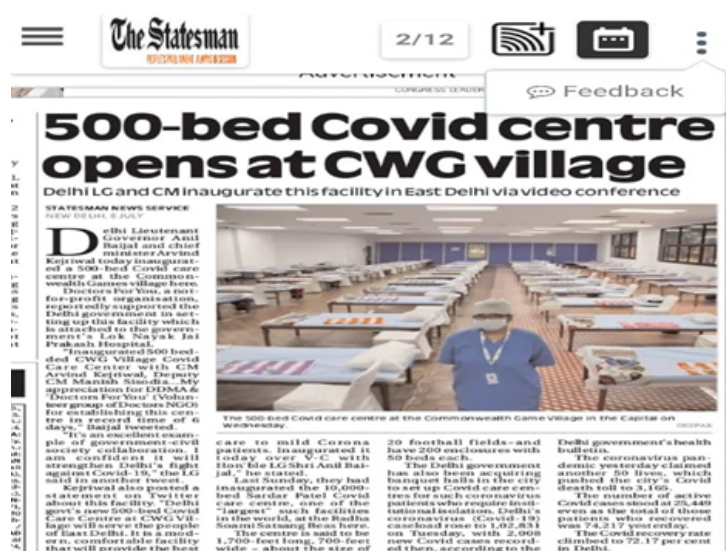 The Statesman
PEOPLE'S PARLIAMENT, ALWAYS IN SESSION
2/12
Advertisement
CONGRESS LEADER
Feedback
500-bed Covid centre
opens at CWG village
Delhi LG and CM inaugurate this facility in East Delhi via video conference
STATESMAN NEWS SERVICE
NEW DELHI, 8 JULY
Delhi Lieutenant
Governor Anil
Baijal and chief
minister Arvind
Kejriwal today inaugurat-
ed a 500-bed Covid care
centre at the Common-
wealth Games village here.
Doctors For You, a not-
for-profit organisation,
reportedly supported the
Delhi government in set-
ting up this facility which
is attached to the govern-
ment's Lok Nayak Jai
Prakash Hospital.
"Inaugurated 500 bed-
ded CWG Village Covid
Care Center with CM
Arvind Kejriwal, Deputy
CM Manish Sisodia...My
appreciation for DDMA &
'Doctors For You' (Volun-
teer group of Doctors NGO)
for establishing this cen-
tre in record time of 6
days," Baijal tweeted.
"It's an excellent exam-
ple of government-civil
society collaboration. I
am confident it will
strengthen Delhi's fight
against Covid-19," the LG
said in another tweet.
Kejriwal also posted a
statement on Twitter
about this facility. "Delhi
govt's new 500-bed Covid
Care Centre at CWG Vil-
lage will serve the people
of East Delhi. It is a mod-
ern, comfortable facility
that will provide the best
The 500-bed Covid care centre at the Commonwealth Game Village in the Capital on
Wednesday.
care to mild Corona
patients. Inaugurated it
today over V-C with
Hon'ble LG Shri Anil Bai-
jal," he stated.
Last Sunday, they had
inaugurated the 10,000-
bed Sardar Patel Covid
care centre, one of the
"largest" such facilities
in the world, at the Radha
Soami Satsang Beas here.
The centre is said to be
1,700-feet long, 700-feet
wide – about the size of
20 football fields–and
have 200 enclosures with
50 beds each.
The Delhi government
has also been acquiring
banquet halls in the city
to set up Covid care cen-
tres for such coronavirus
patients who require insti-
tutional isolation. Delhi's
coronavirus (Covid-19)
caseload rose to 1,02,831
on Tuesday, with 2,008
new Covid cases record-
ed then, according to the
Delhi government's health
bulletin.
The coronavirus pan-
demic yesterday claimed
another 50 lives, which
pushed the city's Covid
death toll to 3,165.
The number of active
Covid cases stood at 25,449
even as the total of those
patients who recovered
was 74,217 yesterday.
The Covid recovery rate
climbed to 72.17 per cent
in Delhi.